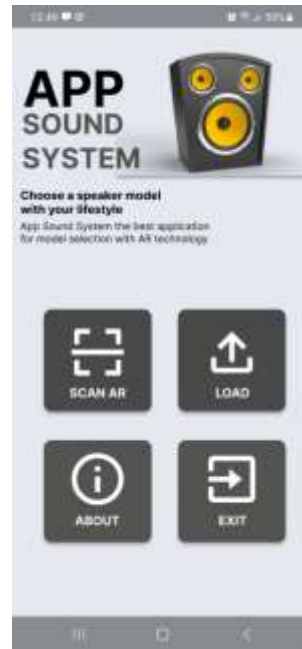 APP
SOUND
SYSTEM
Choose a speaker model
with your lifestyle
App Sound System the best application
for model selection with AR technology
SCAN AR
LOAD
ABOUT
EXIT